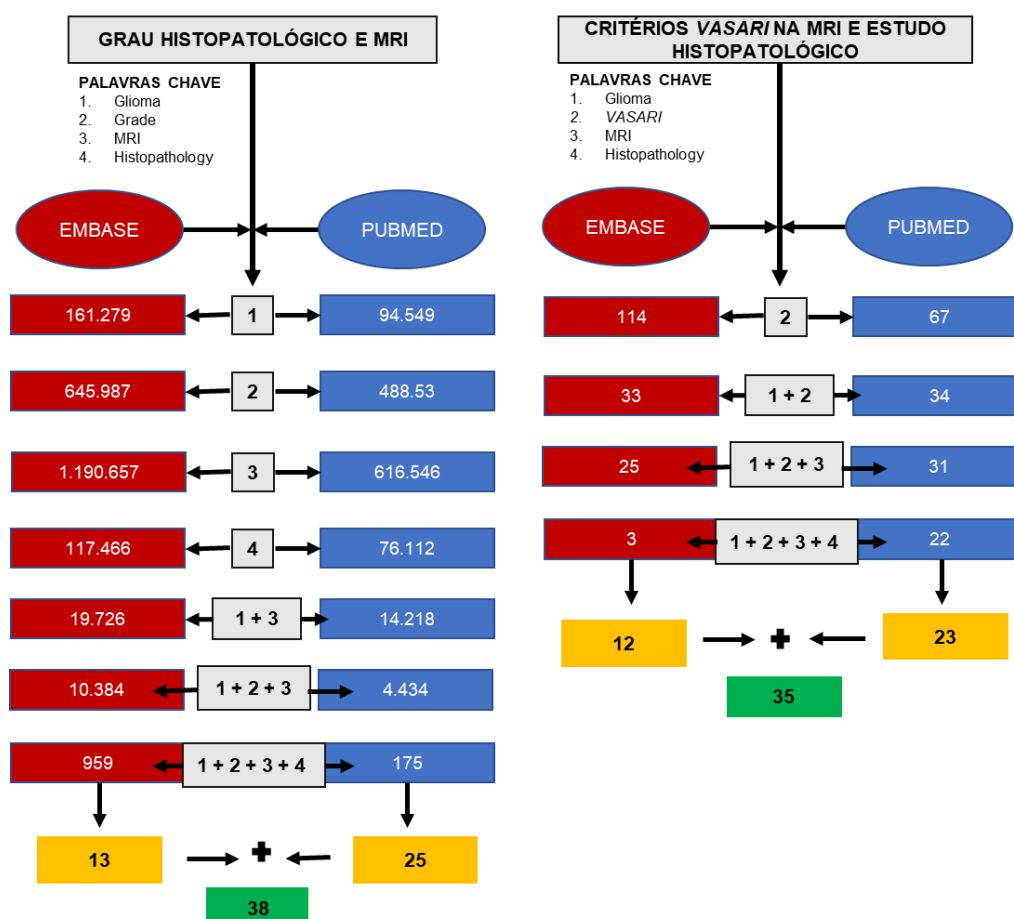 GRAU HISTOPATOLÓGICO E MRI
PALAVRAS CHAVE
1. Glioma
2. Grade
3. MRI
4. Histopathology
EMBASE
PUBMED
161.279
1
94.549
645.987
2
488.53
1.190.657
3
616.546
117.466
4
76.112
19.726
1 + 3
14.218
10.384
1 + 2 + 3
4.434
959
1 + 2 + 3 + 4
175
13
+
25
38
CRITÉRIOS VASARI NA MRI E ESTUDO
HISTOPATOLÓGICO
PALAVRAS CHAVE
1. Glioma
2. VASARI
3. MRI
4. Histopathology
EMBASE
PUBMED
114
2
67
33
1 + 2
34
25
1 + 2 + 3
31
3
1 + 2 + 3 + 4
22
12
+
23
35